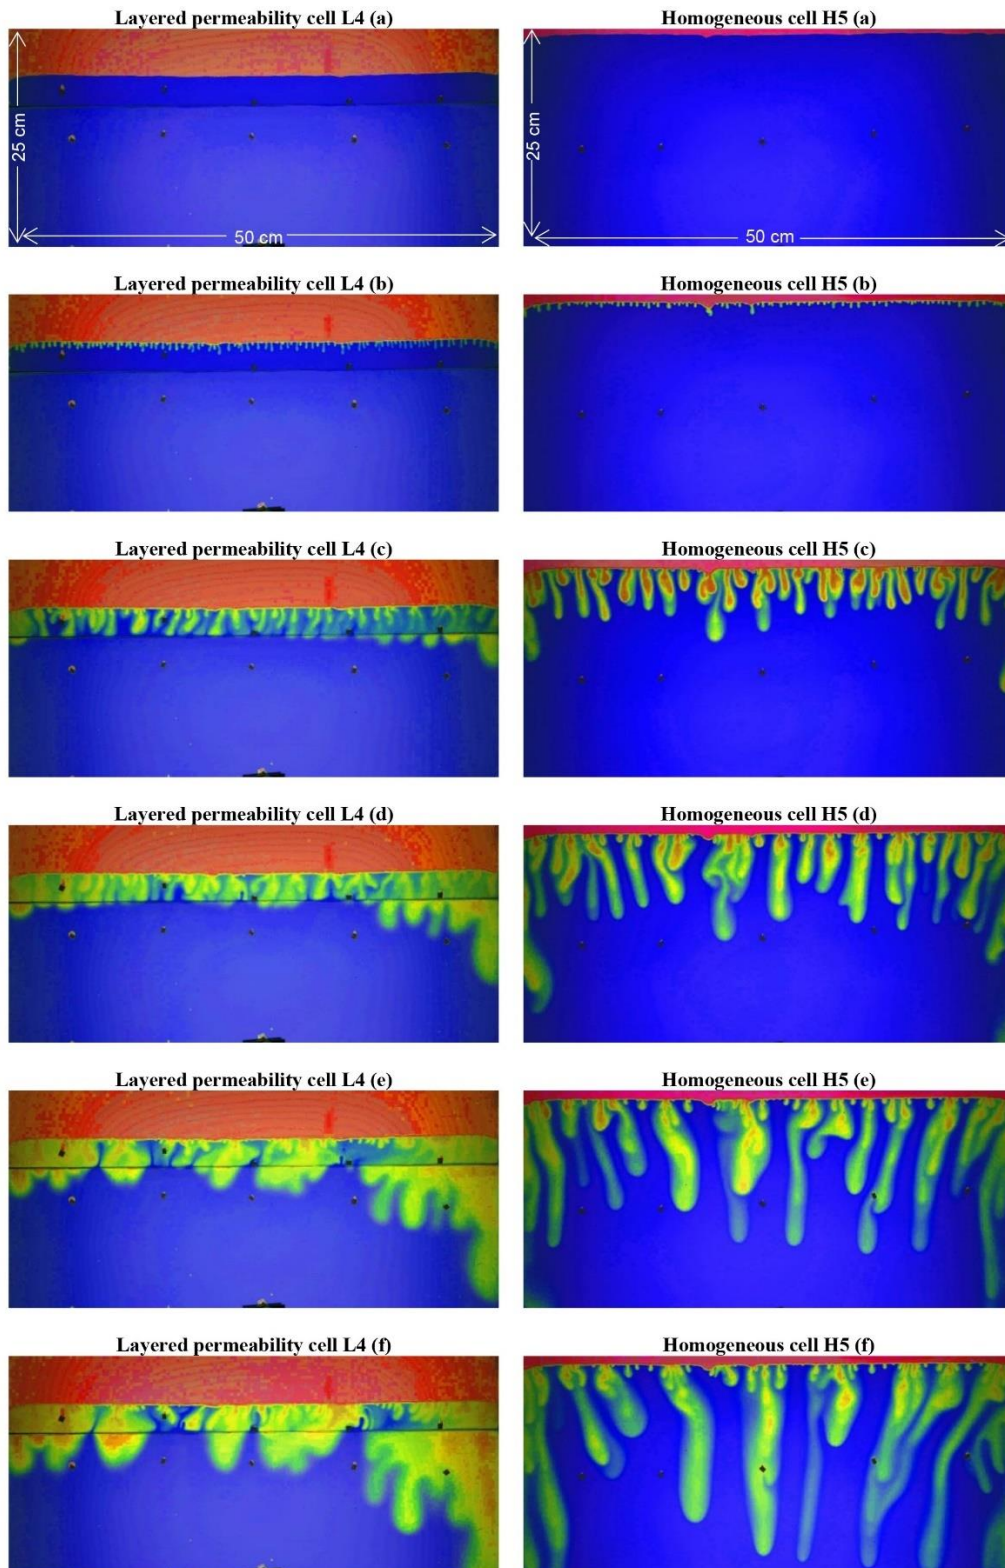 Layered permeability cell L4 (a)
Homogeneous cell H5 (a)
25 cm
50 cm
25 cm
50 cm
Layered permeability cell L4 (b)
Homogeneous cell H5 (b)
Layered permeability cell L4 (c)
Homogeneous cell H5 (c)
Layered permeability cell L4 (d)
Homogeneous cell H5 (d)
Layered permeability cell L4 (e)
Homogeneous cell H5 (e)
Layered permeability cell L4 (f)
Homogeneous cell H5 (f)